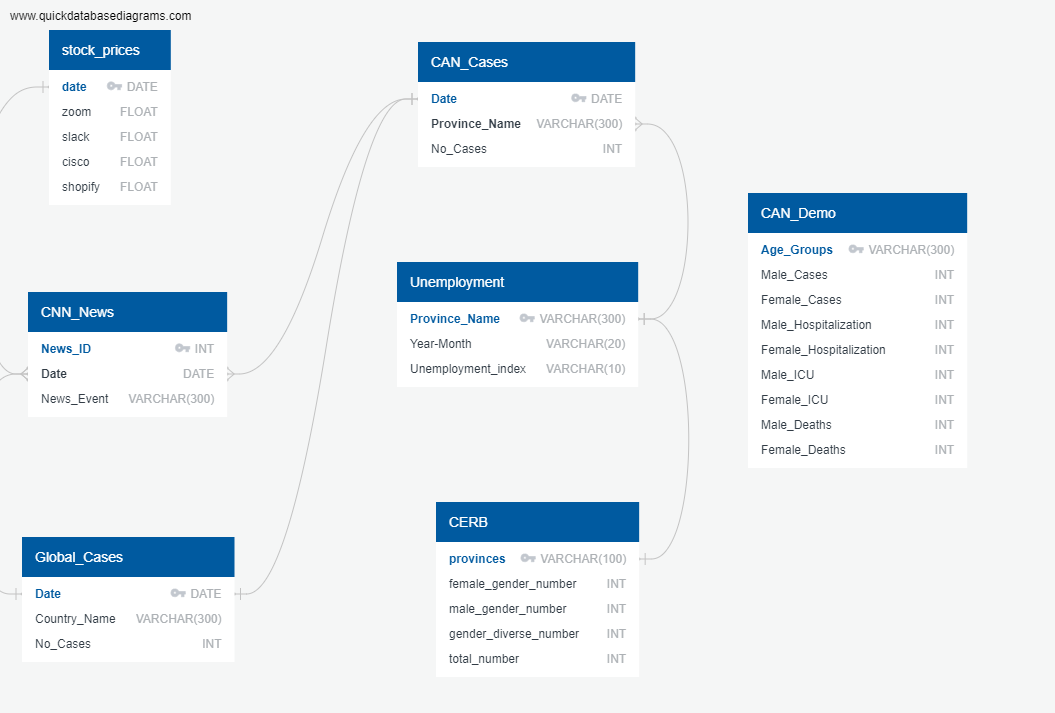 www.quickdatabasediagrams.com
stock_prices
date DATE
zoom FLOAT
slack FLOAT
cisco FLOAT
shopify FLOAT
CAN_Cases
Date DATE
Province_Name VARCHAR(300)
No_Cases INT
CAN_Demo
Age_Groups VARCHAR(300)
Male_Cases INT
Female_Cases INT
Male_Hospitalization INT
Female_Hospitalization INT
Male_ICU INT
Female_ICU INT
Male_Deaths INT
Female_Deaths INT
Unemployment
Province_Name VARCHAR(300)
Year-Month VARCHAR(20)
Unemployment_index VARCHAR(10)
CNN_News
News_ID INT
Date DATE
News_Event VARCHAR(300)
CERB
provinces VARCHAR(100)
female_gender_number INT
male_gender_number INT
gender_diverse_number INT
total_number INT
Global_Cases
Date DATE
Country_Name VARCHAR(300)
No_Cases INT